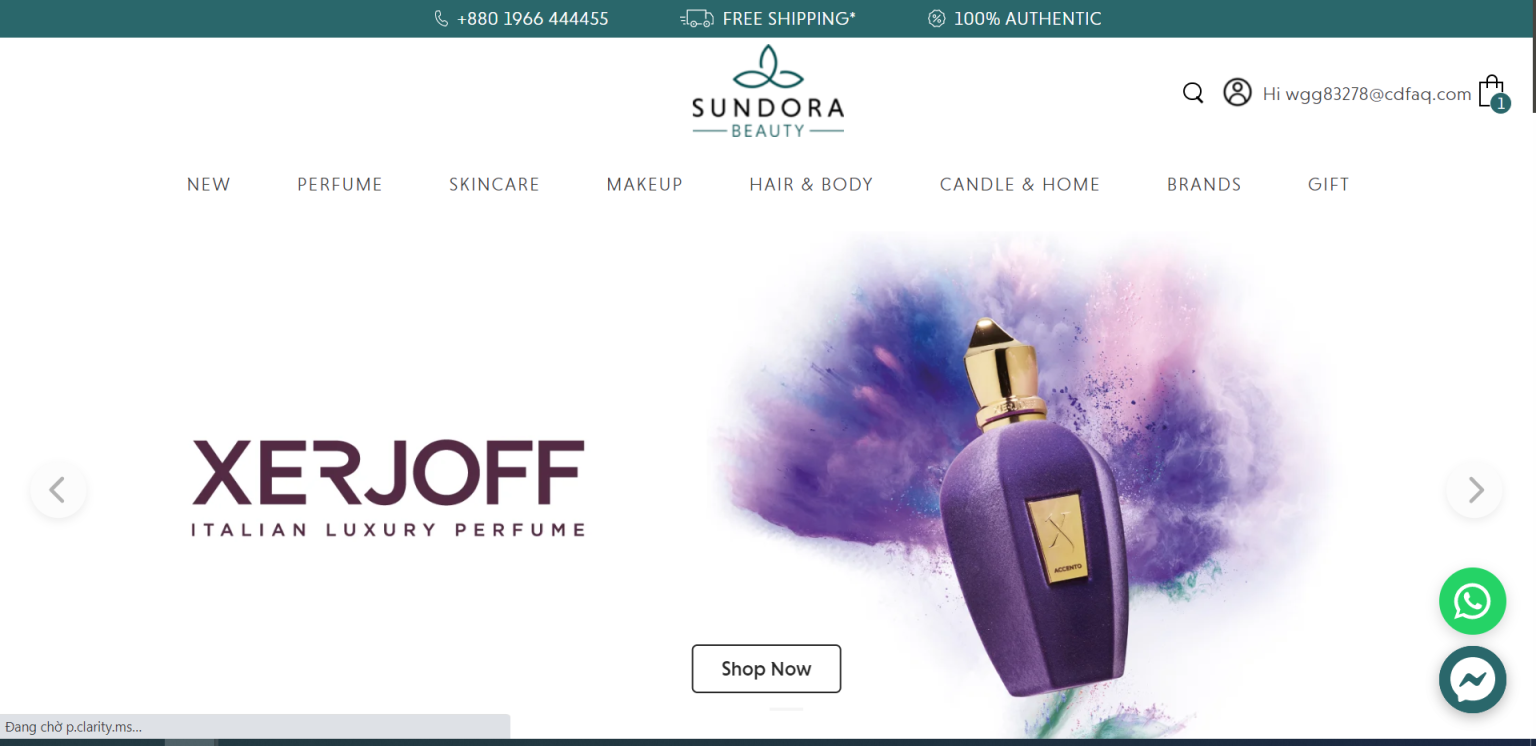 +880 1966 444455 FREE SHIPPING* 100% AUTHENTIC
SUNDORA
BEAUTY
Hi wgg83278@cdfaq.com 1
NEW PERFUME SKINCARE MAKEUP HAIR & BODY CANDLE & HOME BRANDS GIFT
XERJOFF
ITALIAN LUXURY PERFUME
XERJOFF
X
ACCENTO
Shop Now
Đang chờ p.clarity.ms...